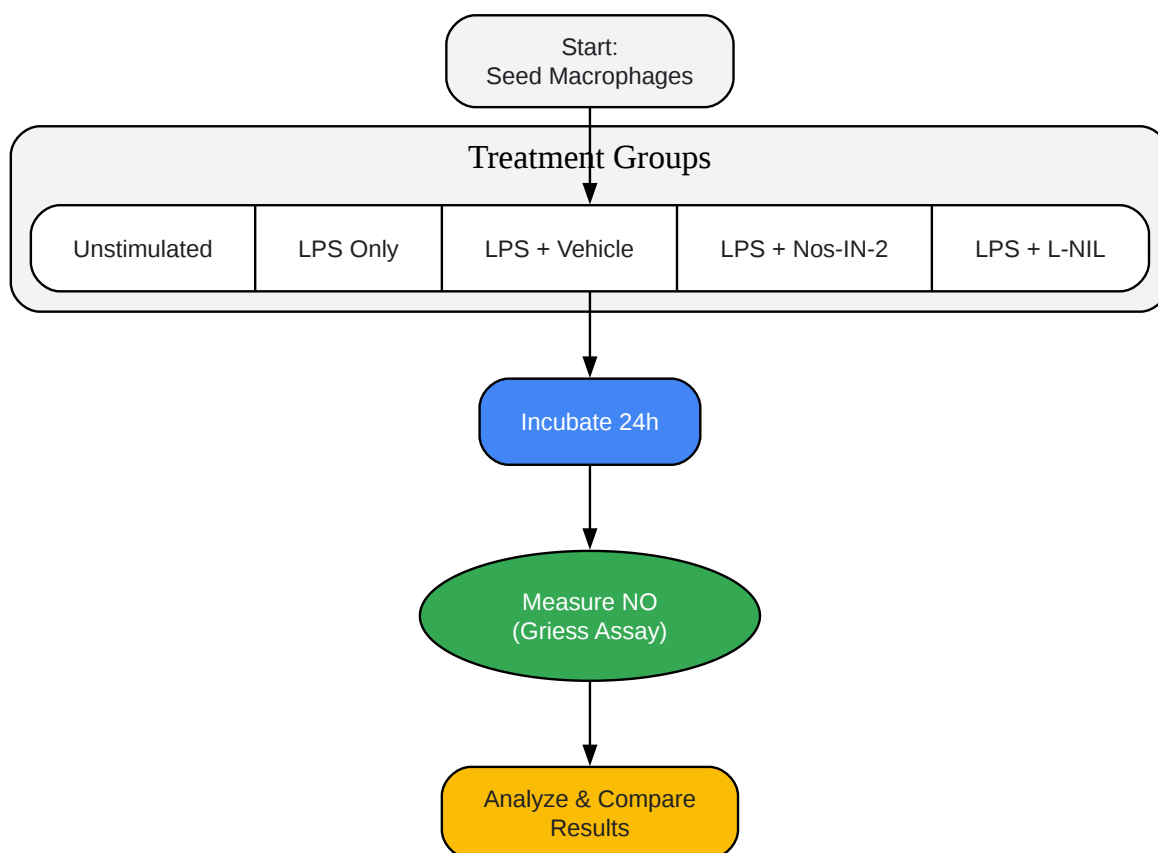 Start:
Seed Macrophages
Treatment Groups
Unstimulated
LPS Only
LPS + Vehicle
LPS + Nos-IN-2
LPS + L-NIL
Incubate 24h
Measure NO
(Griess Assay)
Analyze & Compare
Results